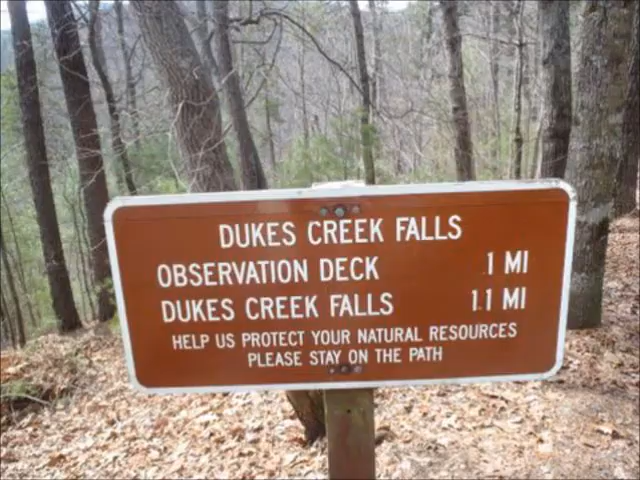 DUKES CREEK FALLS
OBSERVATION DECK .1 MI
DUKES CREEK FALLS 1.1 MI
HELP US PROTECT YOUR NATURAL RESOURCES
PLEASE STAY ON THE PATH